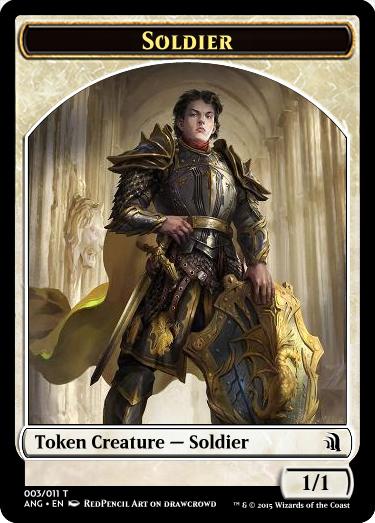 SOLDIER
Token Creature — Soldier
1/1
003/011 T
ANG • EN REDPENCIL ART ON DRAWCROWD
™ & © 2015 Wizards of the Coast